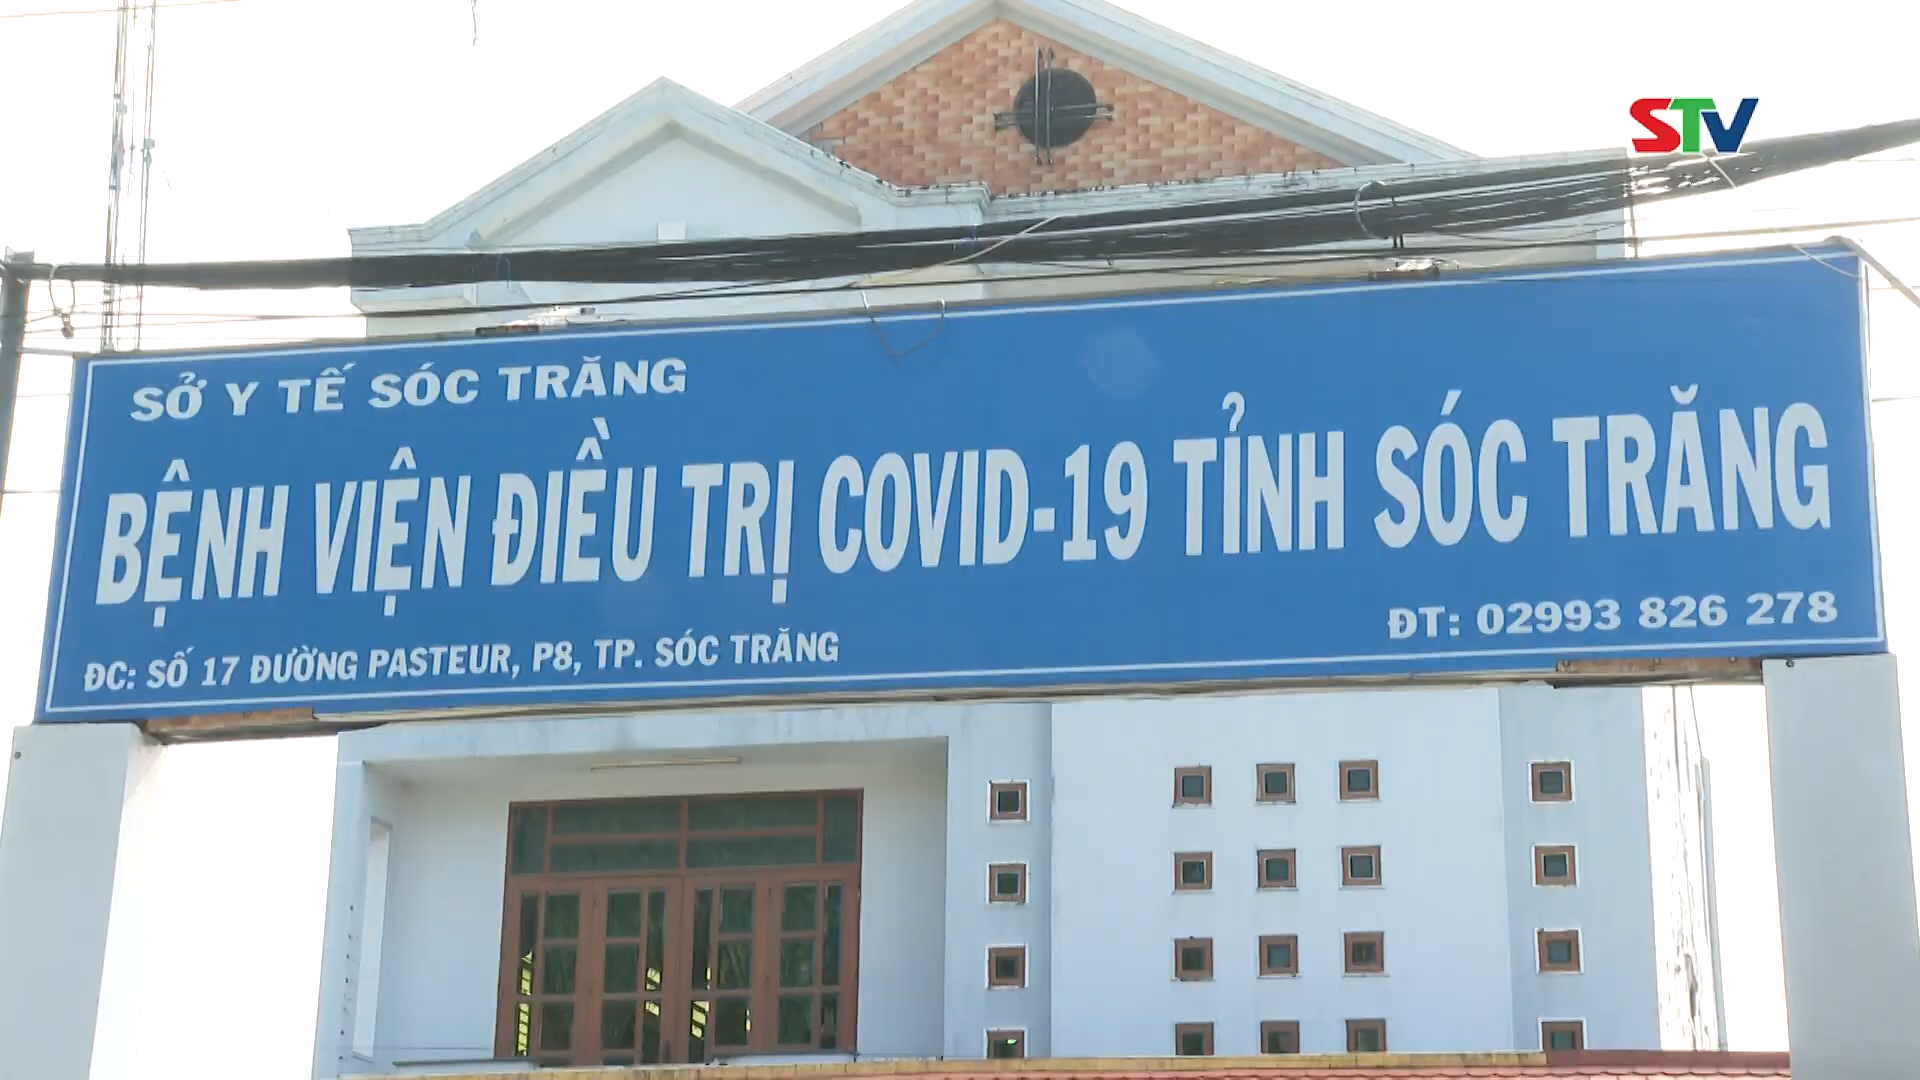 STV
SỞ Y TẾ SÓC TRĂNG
BỆNH VIỆN ĐIỀU TRỊ COVID-19 TỈNH SÓC TRĂNG
ĐC: SỐ 17 ĐƯỜNG PASTEUR, P8, TP. SÓC TRĂNG
ĐT: 02993 826 278